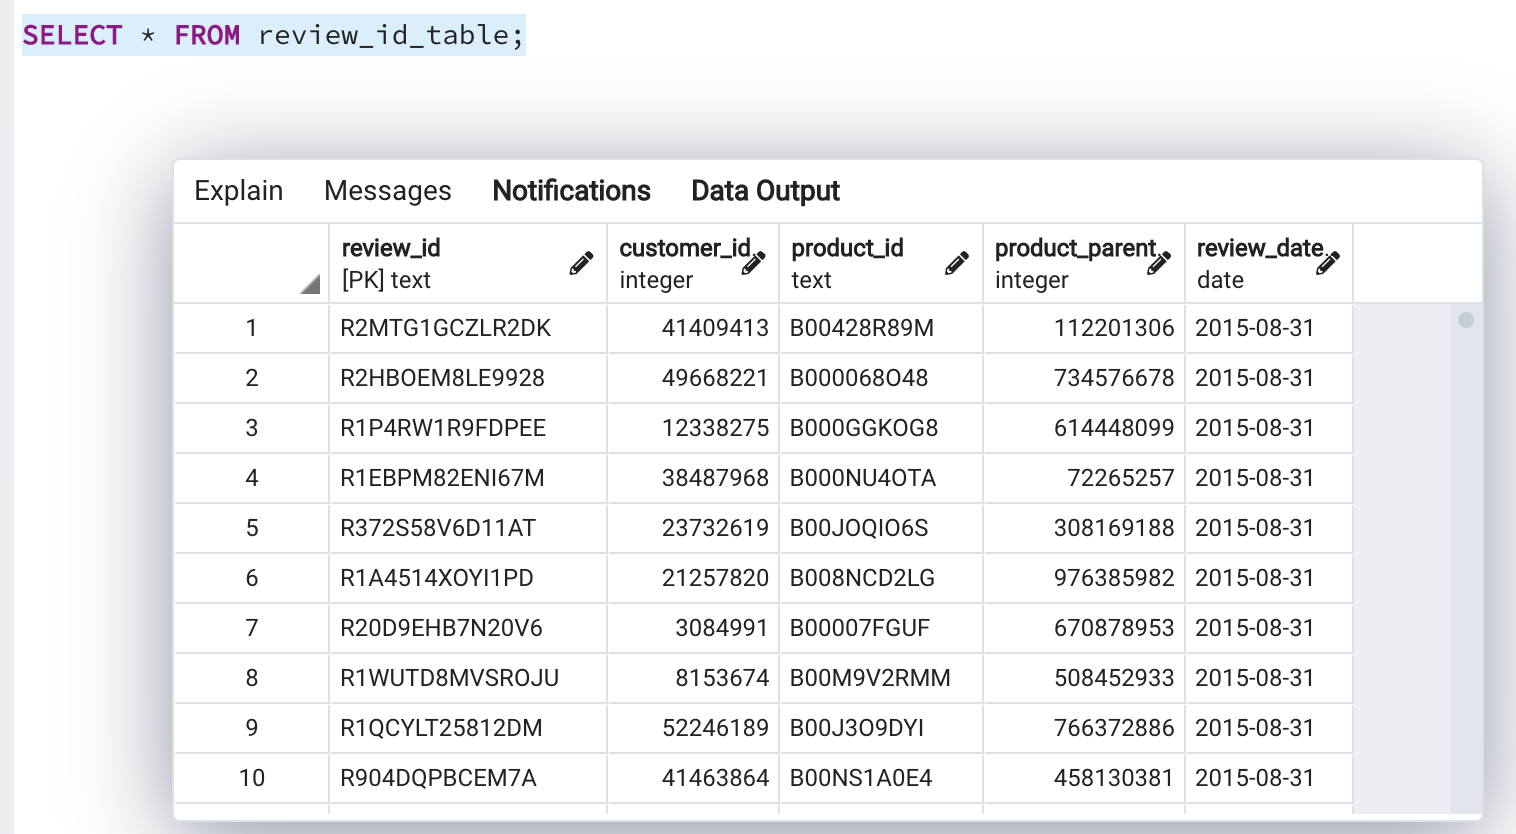 SELECT * FROM review_id_table;
Explain Messages Notifications Data Output
review_id customer_id product_id product_parent review_date
[PK] text integer text integer date
1 R2MTG1GCZLR2DK 41409413 B00428R89M 112201306 2015-08-31
2 R2HBOEM8LE9928 49668221 B000068O48 734576678 2015-08-31
3 R1P4RW1R9FDPEE 12338275 B000GGKOG8 614448099 2015-08-31
4 R1EBPM82ENI67M 38487968 B000NU4OTA 72265257 2015-08-31
5 R372S58V6D11AT 23732619 B00JOQIO6S 308169188 2015-08-31
6 R1A4514XOYI1PD 21257820 B008NCD2LG 976385982 2015-08-31
7 R20D9EHB7N20V6 3084991 B00007FGUF 670878953 2015-08-31
8 R1WUTD8MVSROJU 8153674 B00M9V2RMM 508452933 2015-08-31
9 R1QCYLT25812DM 52246189 B00J3O9DYI 766372886 2015-08-31
10 R904DQPBCEM7A 41463864 B00NS1A0E4 458130381 2015-08-31